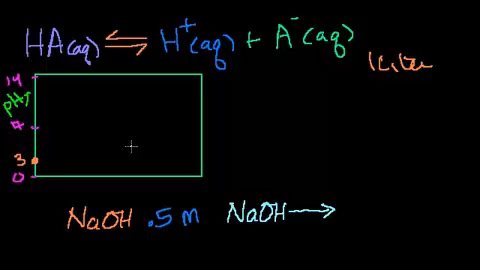 HA(aq) ⇌ H⁺(aq) + A⁻(aq)
1 liter
14
pH
7
3
0
NaOH .5 M NaOH →